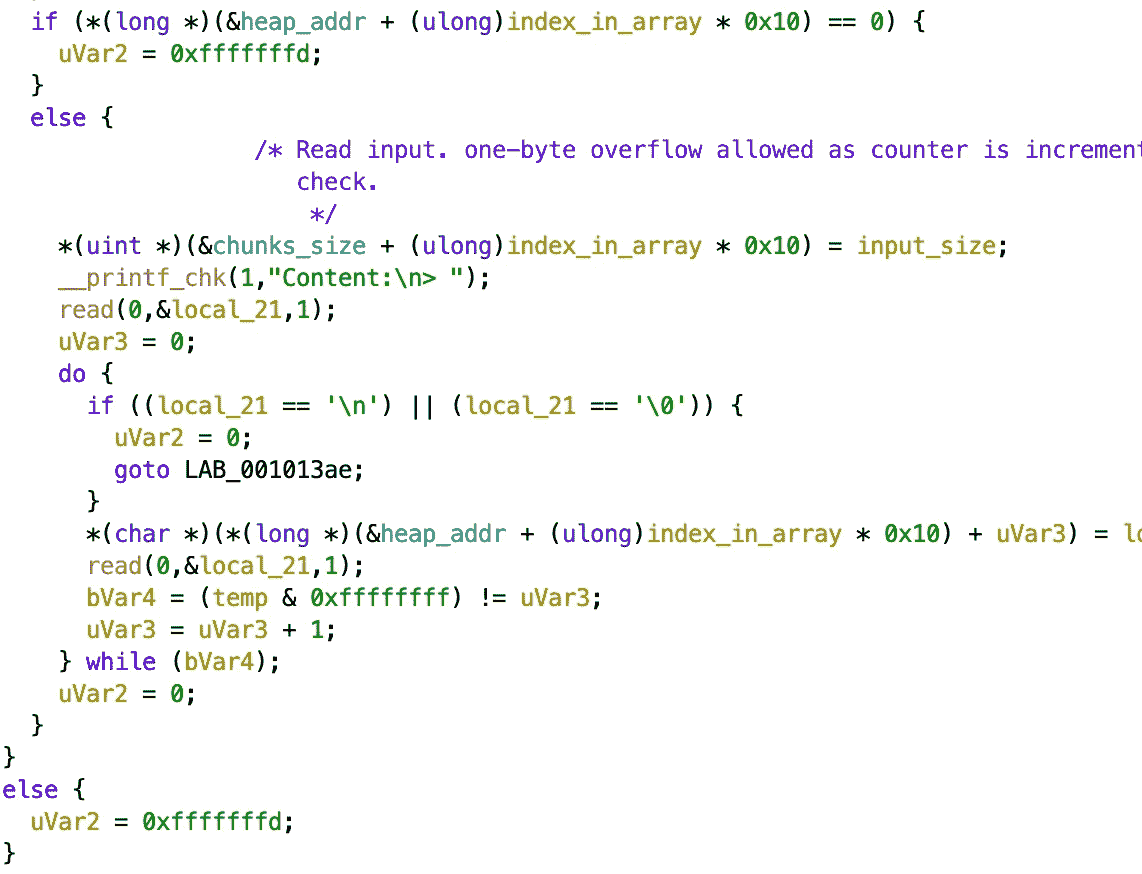 if (*(long *)(&heap_addr + (ulong)index_in_array * 0x10) == 0) {
uVar2 = 0xfffffffd;
}
else {
/* Read input. one-byte overflow allowed as counter is increment
check.
*/
*(uint *)(&chunks_size + (ulong)index_in_array * 0x10) = input_size;
__printf_chk(1,"Content:\n> ");
read(0,&local_21,1);
uVar3 = 0;
do {
if ((local_21 == '\n') || (local_21 == '\0')) {
uVar2 = 0;
goto LAB_001013ae;
}
*(char *)(*(long *)(&heap_addr + (ulong)index_in_array * 0x10) + uVar3) = lo
read(0,&local_21,1);
bVar4 = (temp & 0xffffffff) != uVar3;
uVar3 = uVar3 + 1;
} while (bVar4);
uVar2 = 0;
}
}
else {
uVar2 = 0xfffffffd;
}